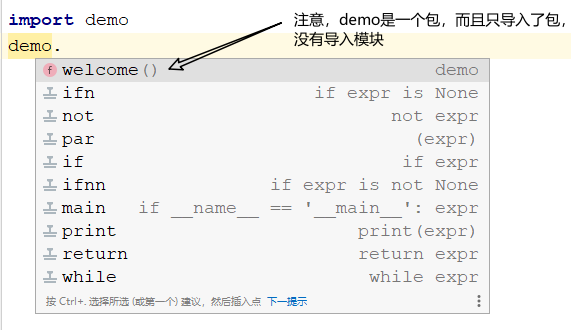 import demo
注意，demo是一个包，而且只导入了包，
没有导入模块
demo.
f welcome() demo
ifn if expr is None
not not expr
par (expr)
if if expr
ifnn if expr is not None
main if __name__ == '__main__': expr
print print(expr)
return return expr
while while expr
按 Ctrl+. 选择所选 (或第一个) 建议，然后插入点 下一提示